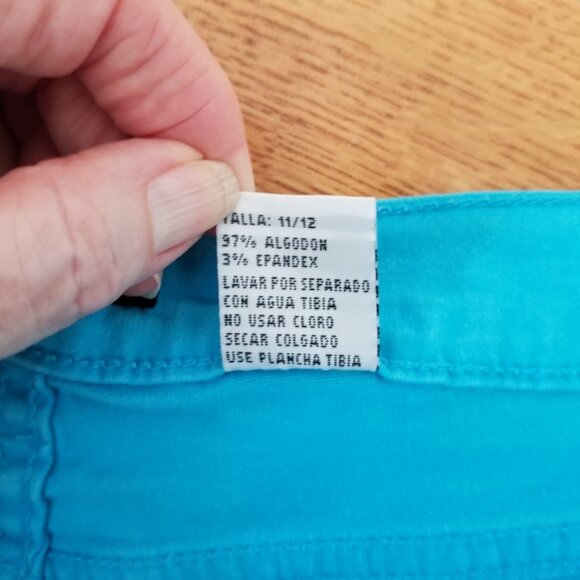 TALLA: 11/12
97% ALGODON
3% EPANDEX
LAVAR POR SEPARADO
CON AGUA TIBIA
NO USAR CLORO
SECAR COLGADO
USE PLANCHA TIBIA